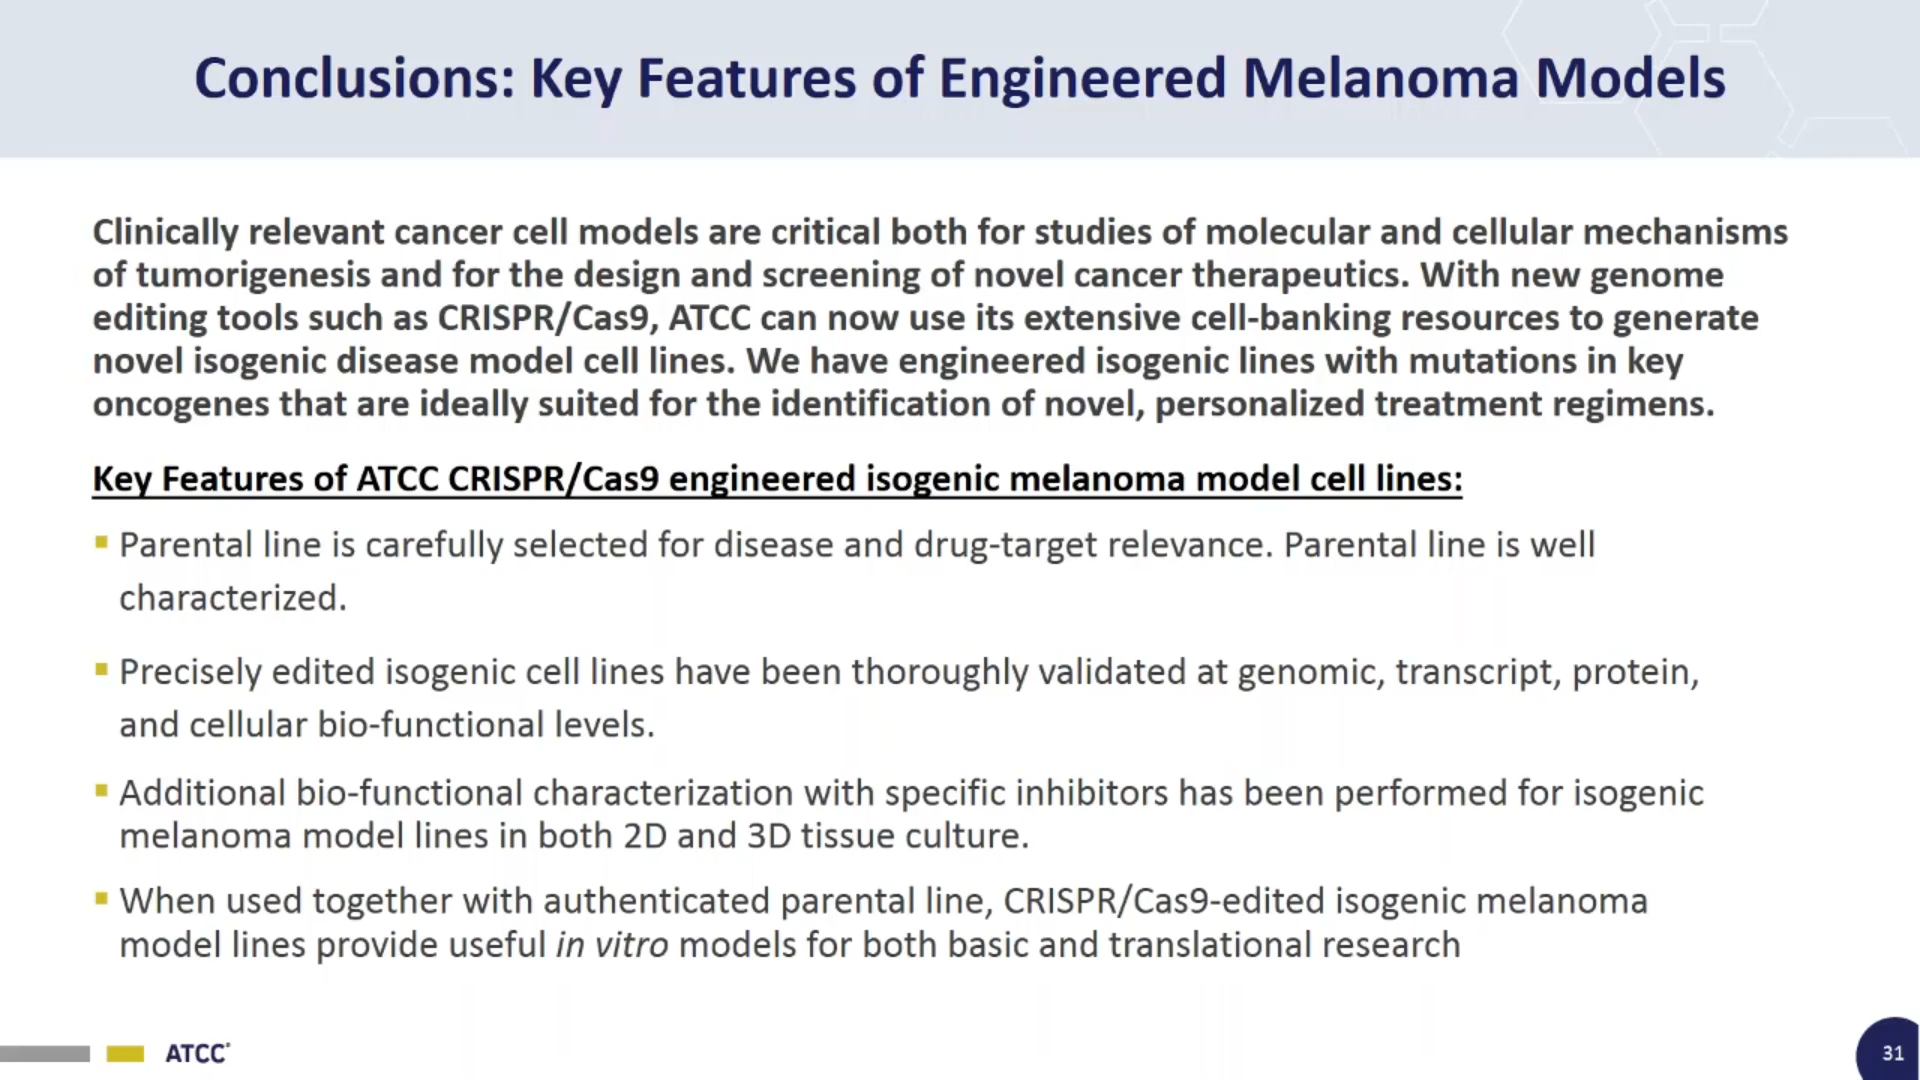 Conclusions: Key Features of Engineered Melanoma Models
Clinically relevant cancer cell models are critical both for studies of molecular and cellular mechanisms
of tumorigenesis and for the design and screening of novel cancer therapeutics. With new genome
editing tools such as CRISPR/Cas9, ATCC can now use its extensive cell-banking resources to generate
novel isogenic disease model cell lines. We have engineered isogenic lines with mutations in key
oncogenes that are ideally suited for the identification of novel, personalized treatment regimens.
Key Features of ATCC CRISPR/Cas9 engineered isogenic melanoma model cell lines:
▪ Parental line is carefully selected for disease and drug-target relevance. Parental line is well
characterized.
▪ Precisely edited isogenic cell lines have been thoroughly validated at genomic, transcript, protein,
and cellular bio-functional levels.
▪ Additional bio-functional characterization with specific inhibitors has been performed for isogenic
melanoma model lines in both 2D and 3D tissue culture.
▪ When used together with authenticated parental line, CRISPR/Cas9-edited isogenic melanoma
model lines provide useful in vitro models for both basic and translational research
ATCC®
31